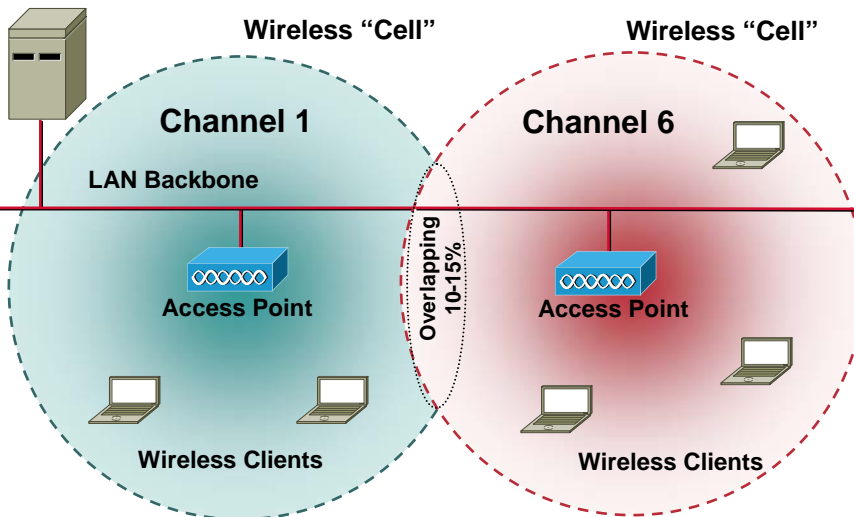 Wireless “Cell”
Wireless “Cell”
Channel 1
Channel 6
LAN Backbone
Overlapping
10-15%
Access Point
Access Point
Wireless Clients
Wireless Clients